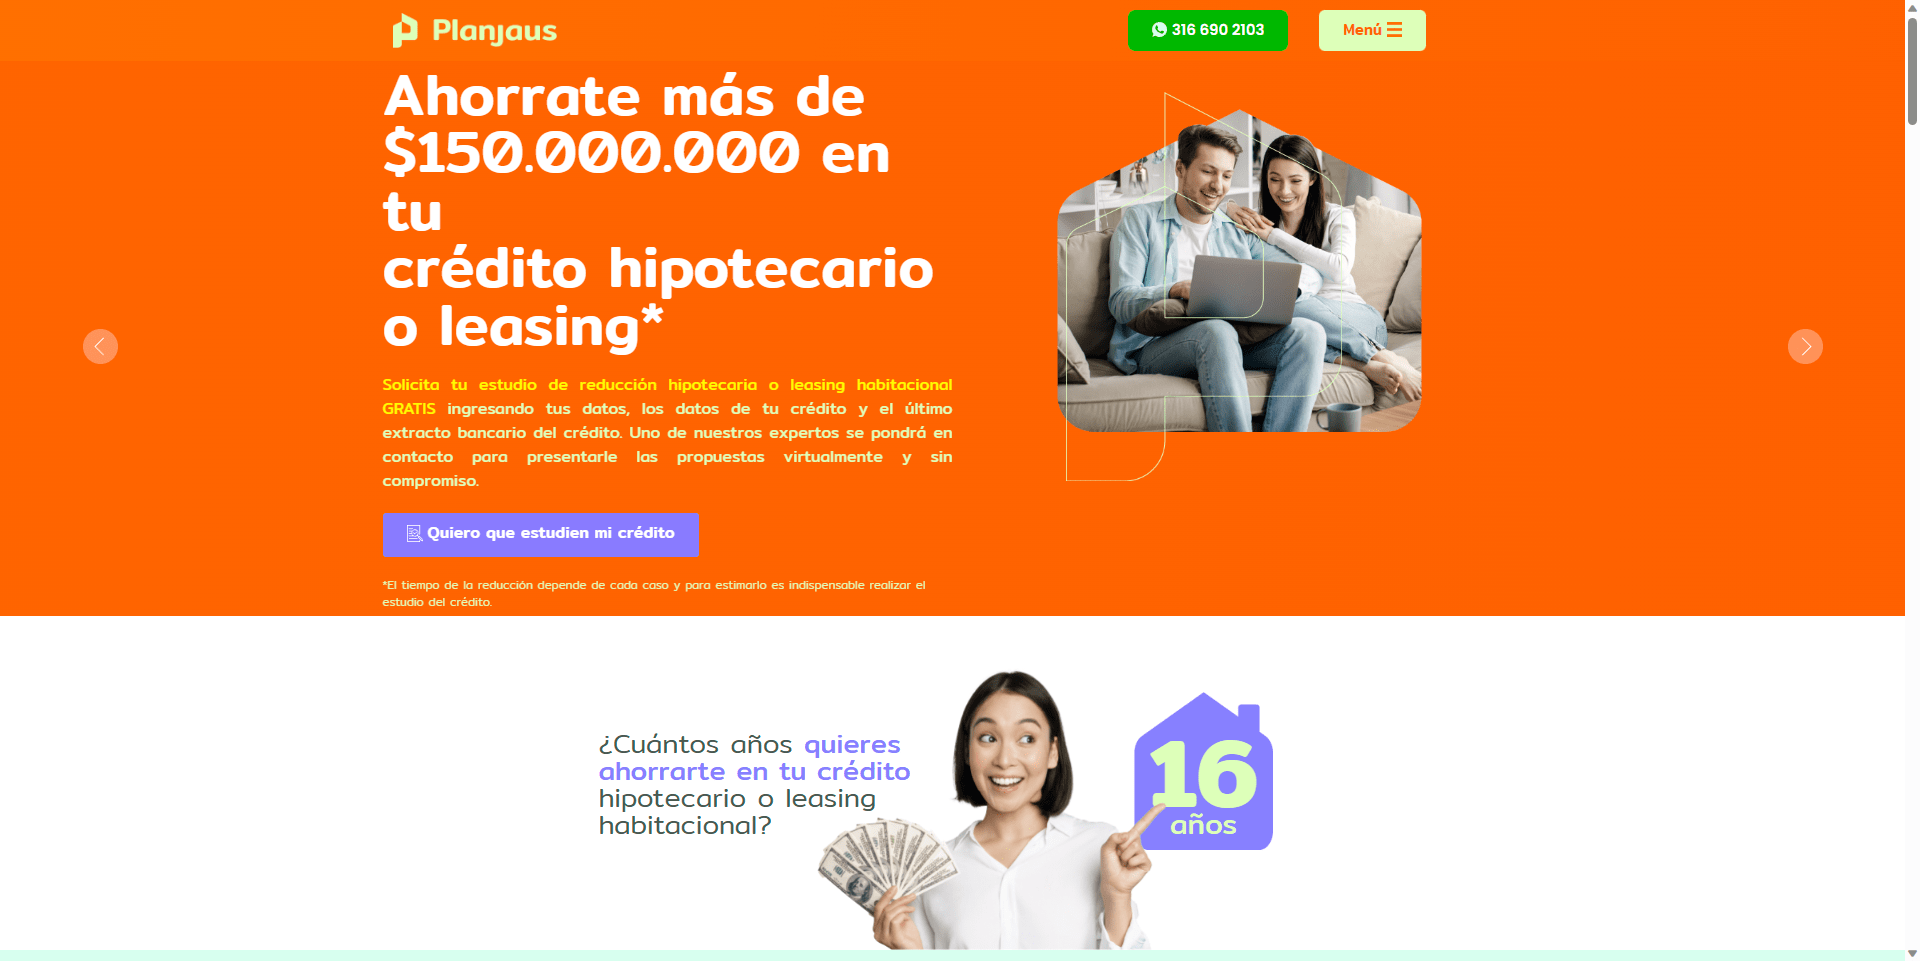 Planjaus
316 690 2103
Menú
Ahorrate más de
$150.000.000 en
tu
crédito hipotecario
o leasing*
Solicita tu estudio de reducción hipotecaria o leasing habitacional
GRATIS ingresando tus datos, los datos de tu crédito y el último
extracto bancario del crédito. Uno de nuestros expertos se pondrá en
contacto para presentarle las propuestas virtualmente y sin
compromiso.
Quiero que estudien mi crédito
*El tiempo de la reducción depende de cada caso y para estimarlo es indispensable realizar el
estudio del crédito.
¿Cuántos años quieres
ahorrarte en tu crédito
hipotecario o leasing
habitacional?
16
años